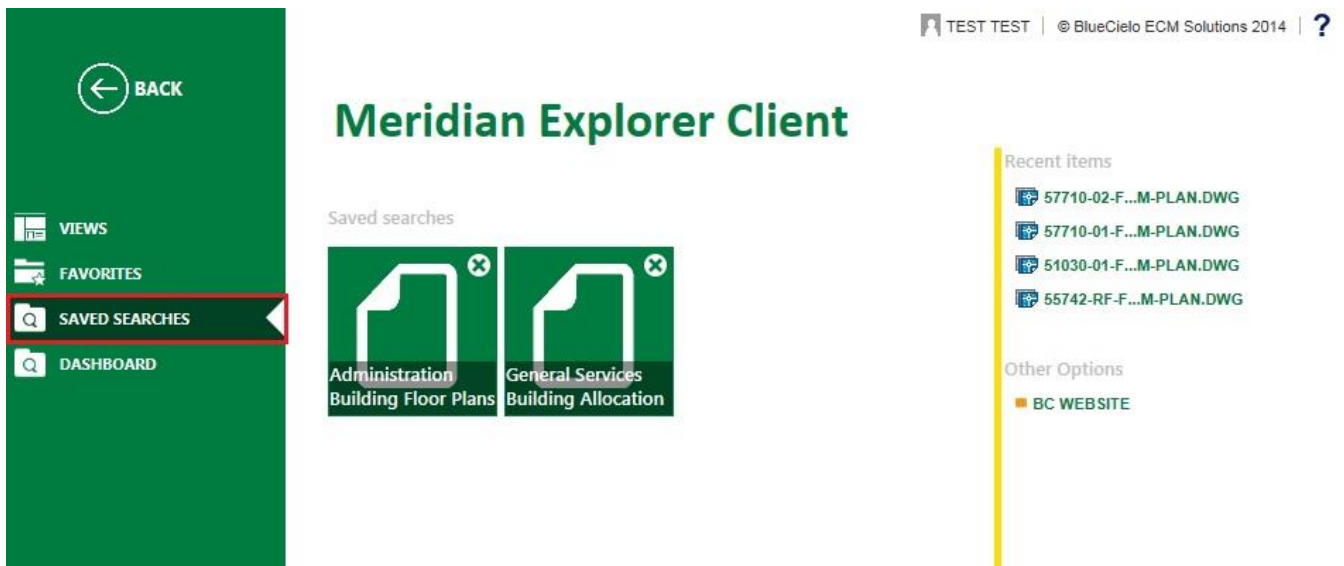 TEST TEST | © BlueCielo ECM Solutions 2014 | ?
BACK
Meridian Explorer Client
VIEWS
FAVORITES
SAVED SEARCHES
DASHBOARD
Saved searches
Administration
Building Floor Plans
General Services
Building Allocation
Recent items
57710-02-F...M-PLAN.DWG
57710-01-F...M-PLAN.DWG
51030-01-F...M-PLAN.DWG
55742-RF-F...M-PLAN.DWG
Other Options
BC WEBSITE